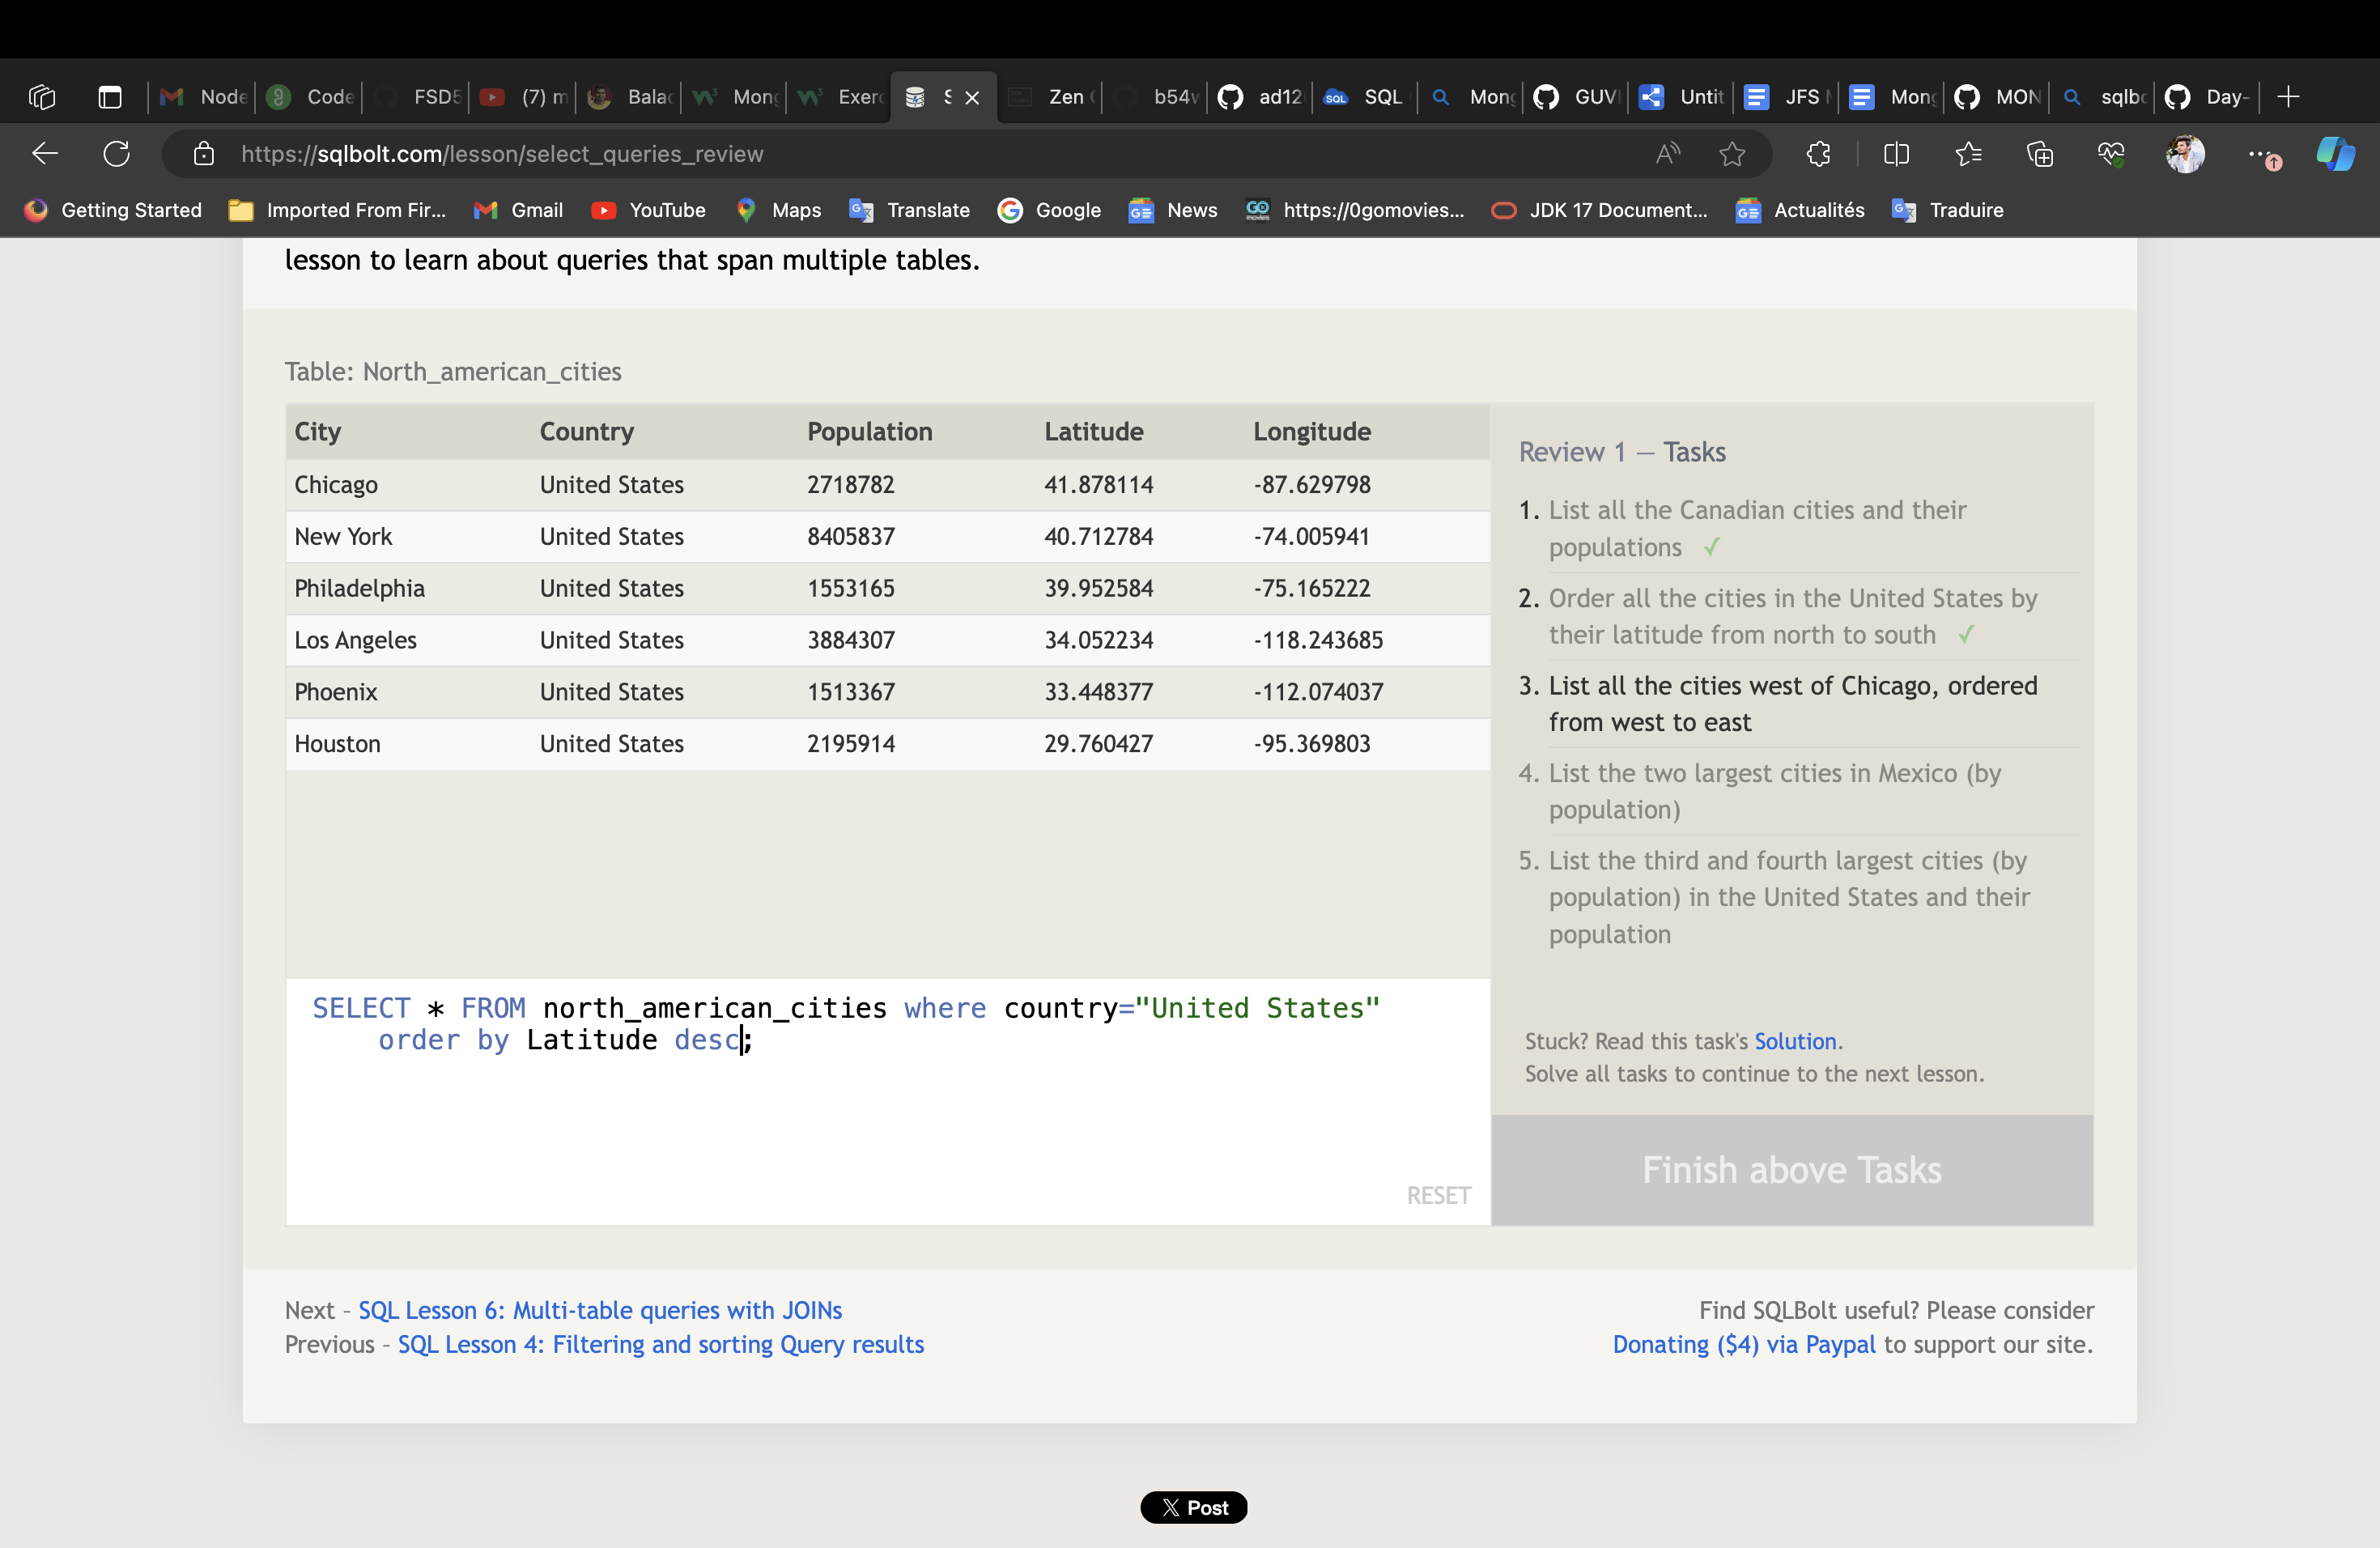 Node
Code
FSD5
(7) m
Balac
Mong
Exerc
S
Zen (
b54w
ad12
SQL
Mong
GUVI
Untit
JFS
Mong
MON
sqlbo
Day-
https://sqlbolt.com/lesson/select_queries_review
Getting Started Imported From Fir... Gmail YouTube Maps Translate Google News https://0gomovies... JDK 17 Document... Actualités Traduire
lesson to learn about queries that span multiple tables.
Table: North_american_cities
City Country Population Latitude Longitude
Chicago United States 2718782 41.878114 -87.629798
New York United States 8405837 40.712784 -74.005941
Philadelphia United States 1553165 39.952584 -75.165222
Los Angeles United States 3884307 34.052234 -118.243685
Phoenix United States 1513367 33.448377 -112.074037
Houston United States 2195914 29.760427 -95.369803
SELECT * FROM north_american_cities where country="United States"
order by Latitude desc;
RESET
Review 1 — Tasks
1. List all the Canadian cities and their
populations ✓
2. Order all the cities in the United States by
their latitude from north to south ✓
3. List all the cities west of Chicago, ordered
from west to east
4. List the two largest cities in Mexico (by
population)
5. List the third and fourth largest cities (by
population) in the United States and their
population
Stuck? Read this task's Solution.
Solve all tasks to continue to the next lesson.
Finish above Tasks
Next – SQL Lesson 6: Multi-table queries with JOINs
Previous – SQL Lesson 4: Filtering and sorting Query results
Find SQLBolt useful? Please consider
Donating ($4) via Paypal to support our site.
X Post